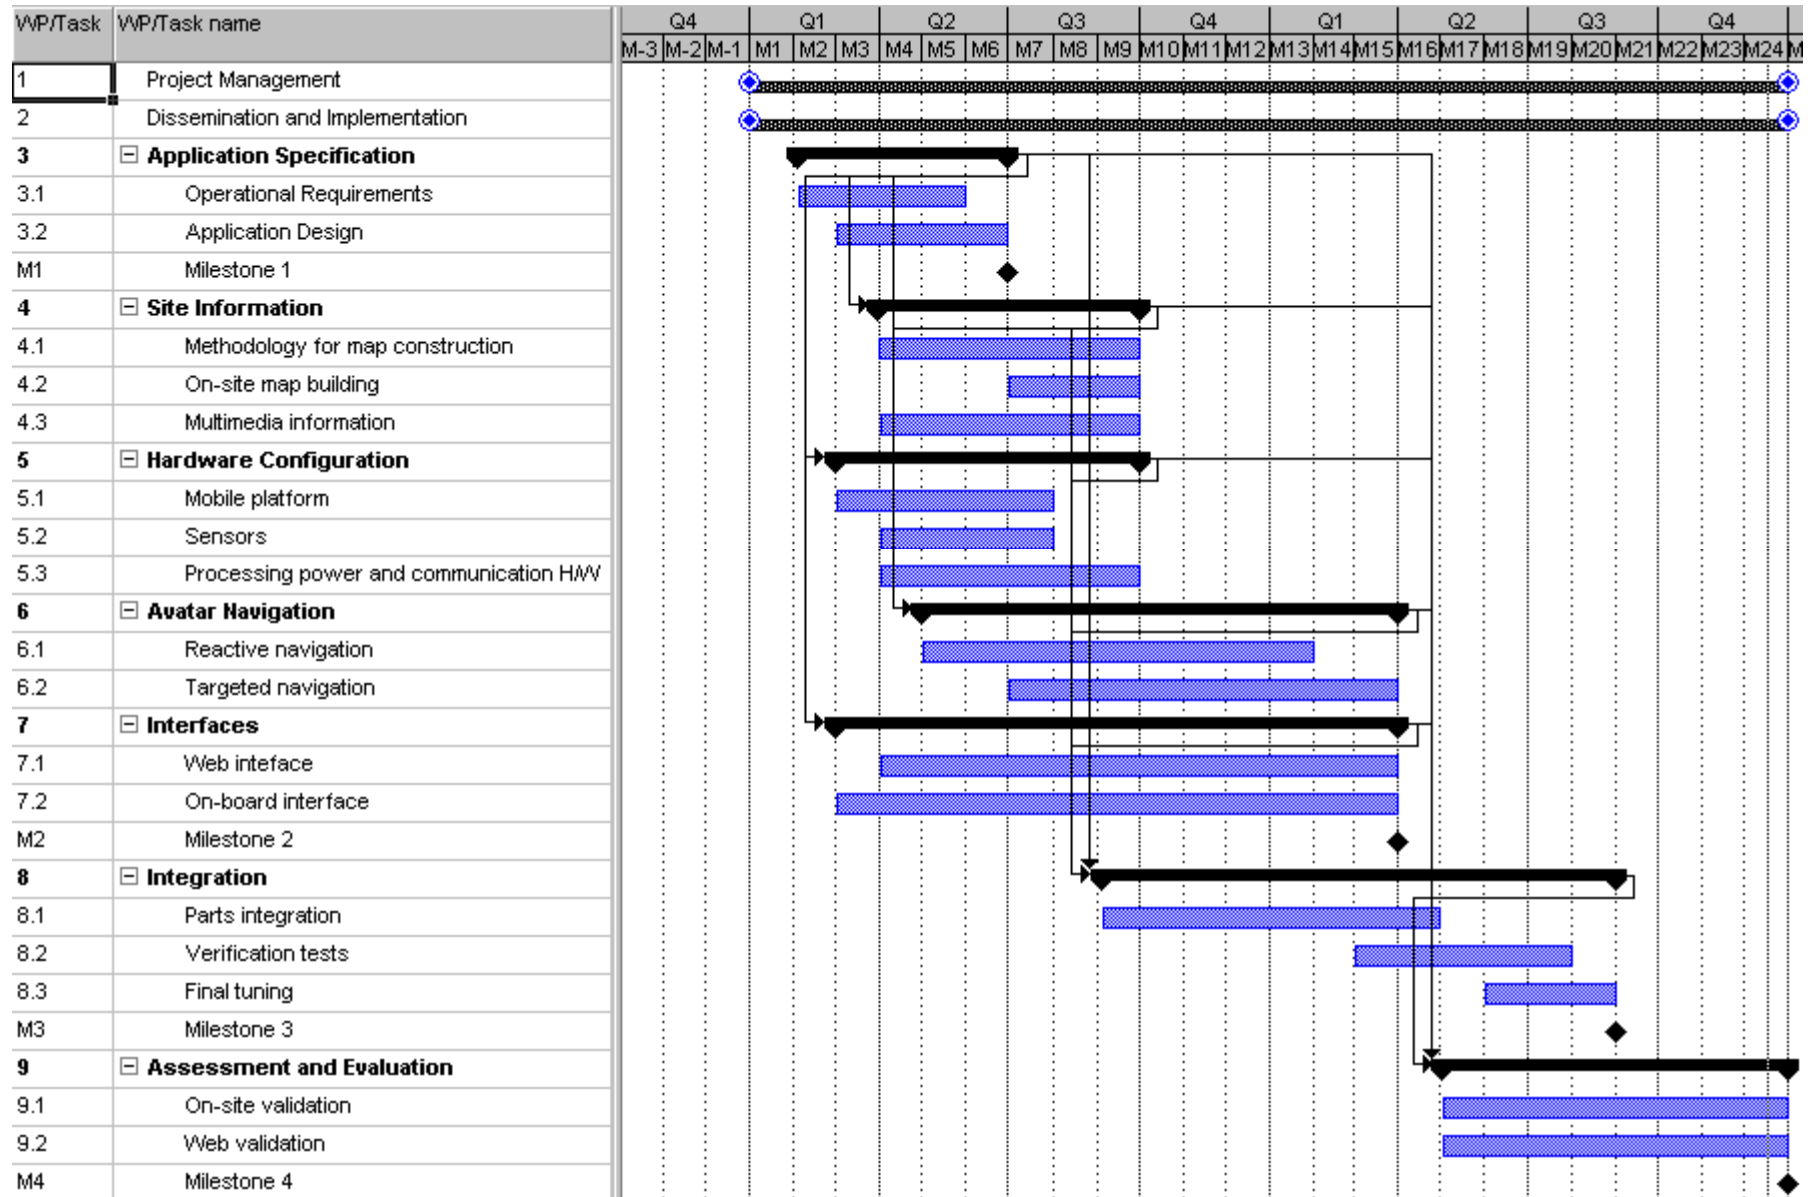 WP/Task WP/Task name Q4 Q1 Q2 Q3 Q4 Q1 Q2 Q3 Q4
M-3 M-2 M-1 M1 M2 M3 M4 M5 M6 M7 M8 M9 M10 M11 M12 M13 M14 M15 M16 M17 M18 M19 M20 M21 M22 M23 M24 M
1 Project Management
2 Dissemination and Implementation
3 Application Specification
3.1 Operational Requirements
3.2 Application Design
M1 Milestone 1
4 Site Information
4.1 Methodology for map construction
4.2 On-site map building
4.3 Multimedia information
5 Hardware Configuration
5.1 Mobile platform
5.2 Sensors
5.3 Processing power and communication H/W
6 Avatar Navigation
6.1 Reactive navigation
6.2 Targeted navigation
7 Interfaces
7.1 Web inteface
7.2 On-board interface
M2 Milestone 2
8 Integration
8.1 Parts integration
8.2 Verification tests
8.3 Final tuning
M3 Milestone 3
9 Assessment and Evaluation
9.1 On-site validation
9.2 Web validation
M4 Milestone 4